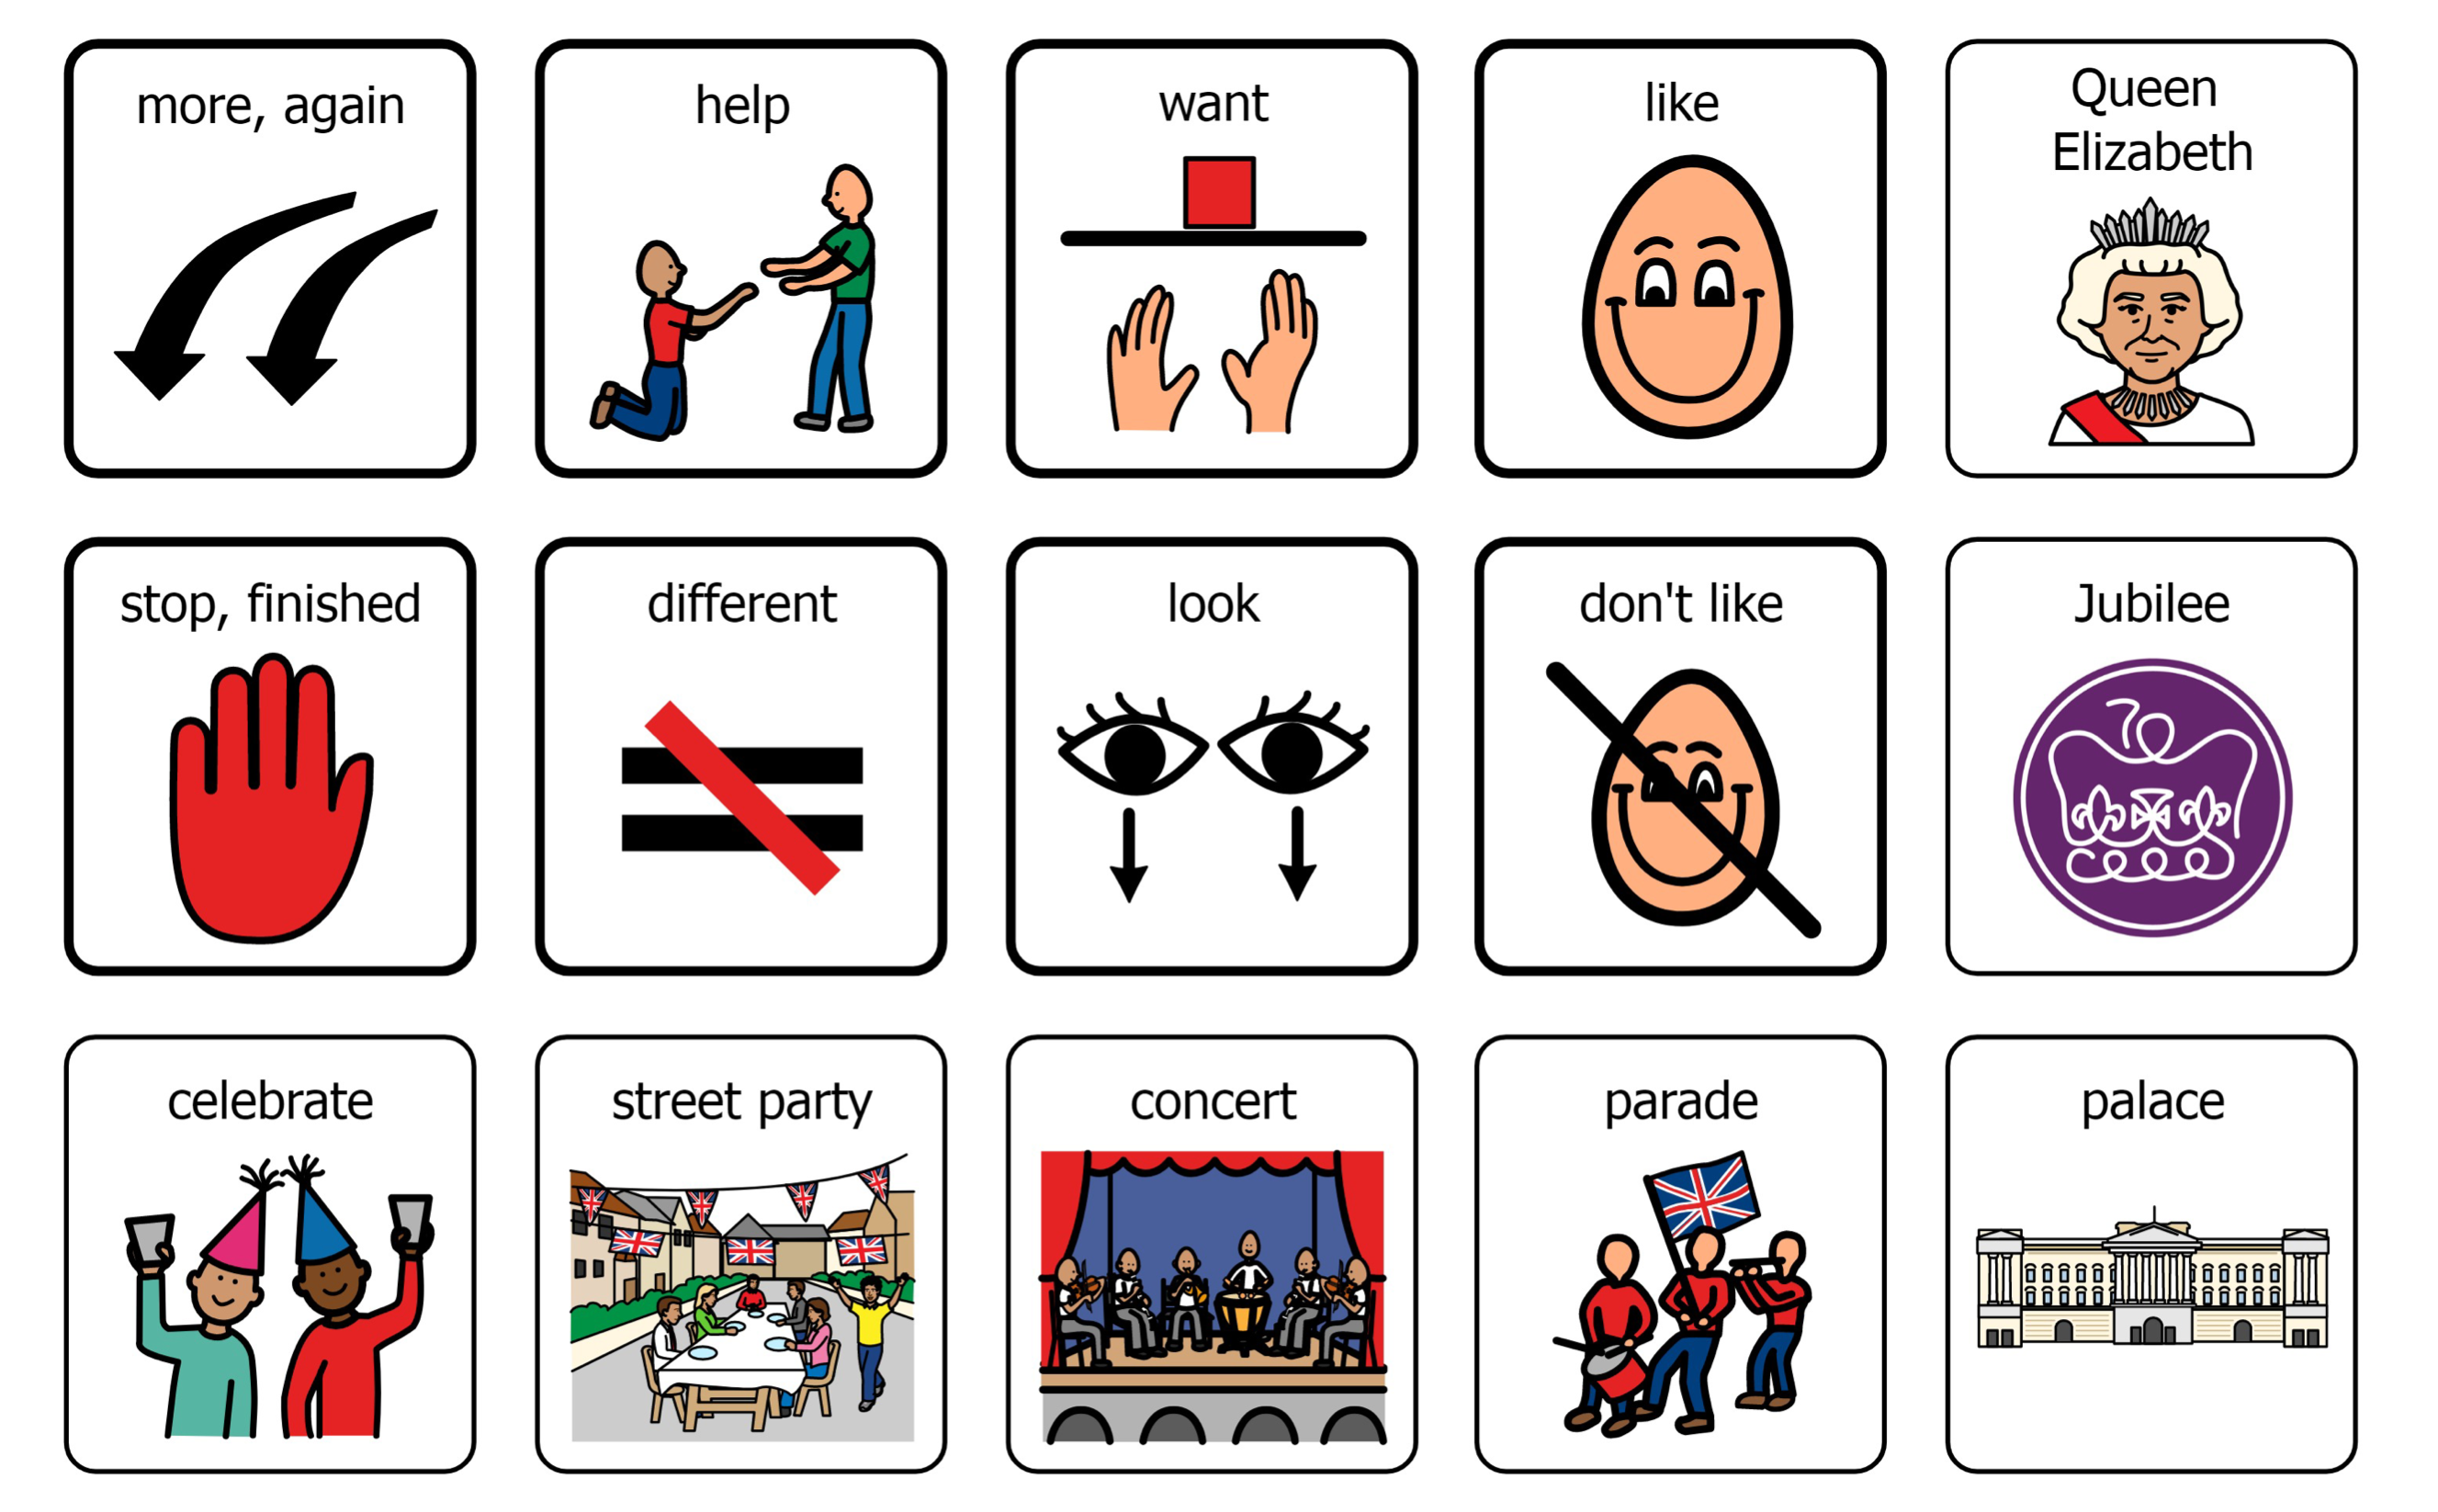 more, again
help
want
like
Queen
Elizabeth
stop, finished
different
look
don't like
Jubilee
70
celebrate
street party
concert
parade
palace